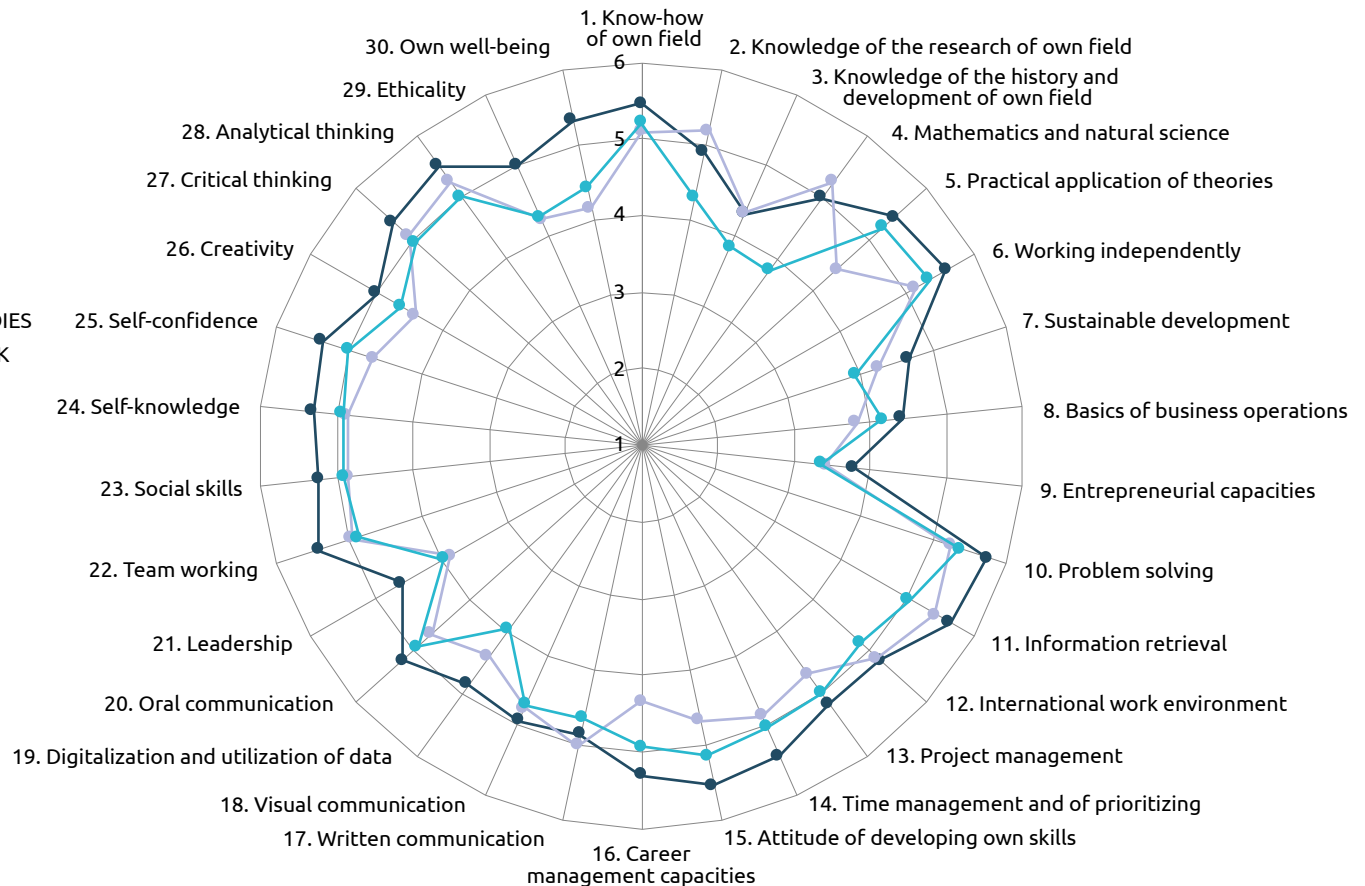 1. Know-how
of own field
2. Knowledge of the research of own field
3. Knowledge of the history and
development of own field
4. Mathematics and natural science
5. Practical application of theories
6. Working independently
7. Sustainable development
8. Basics of business operations
9. Entrepreneurial capacities
10. Problem solving
11. Information retrieval
12. International work environment
13. Project management
14. Time management and of prioritizing
15. Attitude of developing own skills
16. Career
management capacities
17. Written communication
18. Visual communication
19. Digitalization and utilization of data
20. Oral communication
21. Leadership
22. Team working
23. Social skills
24. Self-knowledge
25. Self-confidence
26. Creativity
27. Critical thinking
28. Analytical thinking
29. Ethicality
30. Own well-being
6
5
4
3
2
1